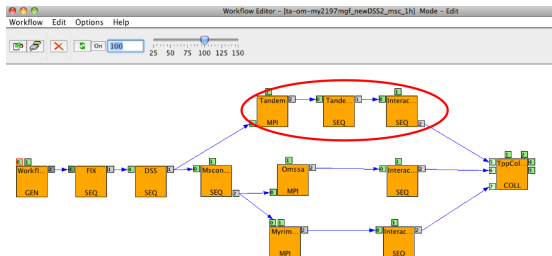 Workflow Editor - [ta-om-my2197mgf_newDSS2_msc_1h] Mode - Edit
Workflow Edit Options Help
On 100
25 50 75 100 125 150
Tandem MPI
Tande... SEQ
Interac... SEQ
Workfl... GEN
FIX SEQ
DSS SEQ
Mscon... SEQ
Omssa MPI
Interac... SEQ
TppCol... COLL
Myrim... MPI
Interac... SEQ